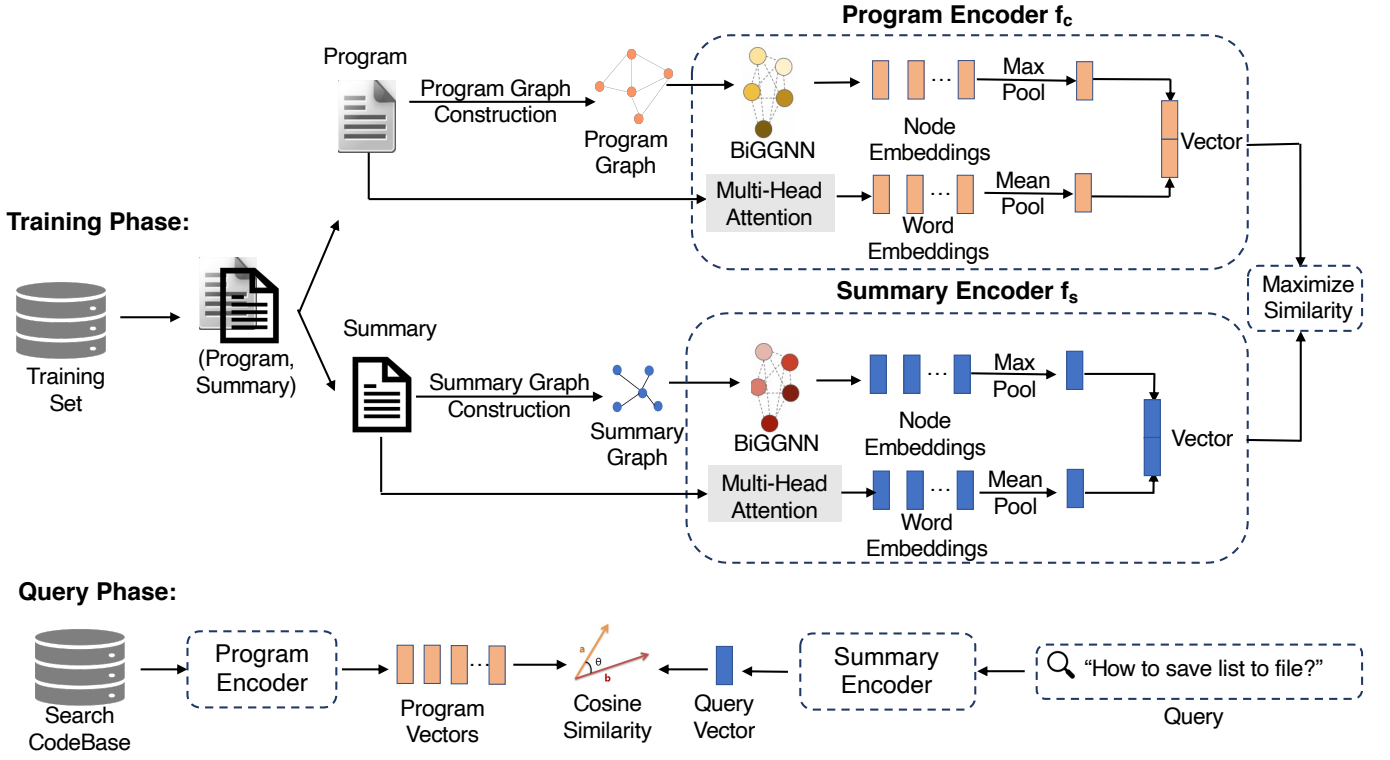 Program Encoder fc
Program
Program Graph
Construction
Program
Graph
BiGGNN
...
Node
Embeddings
Max
Pool
Vector
Multi-Head
Attention
...
Word
Embeddings
Mean
Pool
Training Phase:
Training
Set
(Program,
Summary)
Maximize
Similarity
Summary Encoder fs
Summary
Summary Graph
Construction
Summary
Graph
BiGGNN
...
Node
Embeddings
Max
Pool
Vector
Multi-Head
Attention
...
Word
Embeddings
Mean
Pool
Query Phase:
Search
CodeBase
Program
Encoder
...
Program
Vectors
a
θ
b
Cosine
Similarity
Query
Vector
Summary
Encoder
“How to save list to file?”
Query